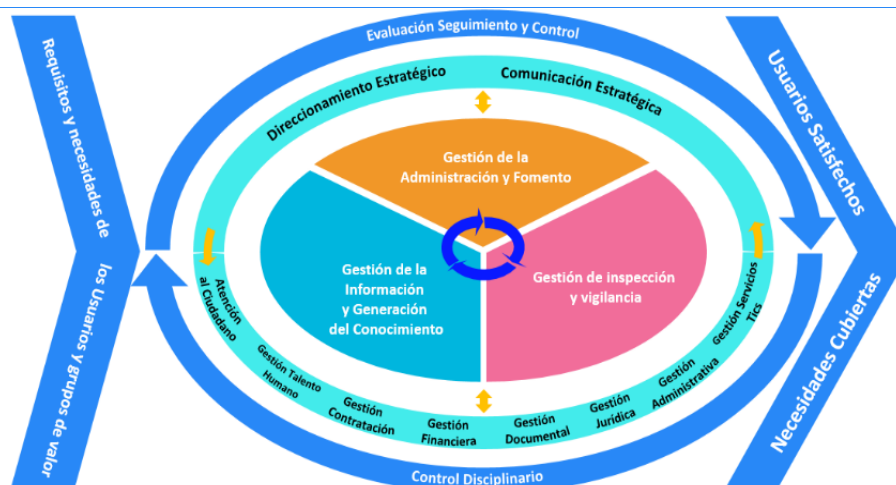 Requisitos y necesidades de
los Usuarios y grupos de valor
Evaluación Seguimiento y Control
Direccionamiento Estratégico
Comunicación Estratégica
Gestión de la
Administración y Fomento
Gestión de la
Información
y Generación
del Conocimiento
Gestión de inspección
y vigilancia
Atención
al Ciudadano
Gestión Talento
Humano
Gestión
Contratación
Gestión
Financiera
Gestión
Documental
Gestión
Jurídica
Gestión
Administrativa
Gestión Servicios
Tics
Control Disciplinario
Usuarios Satisfechos
Necesidades Cubiertas